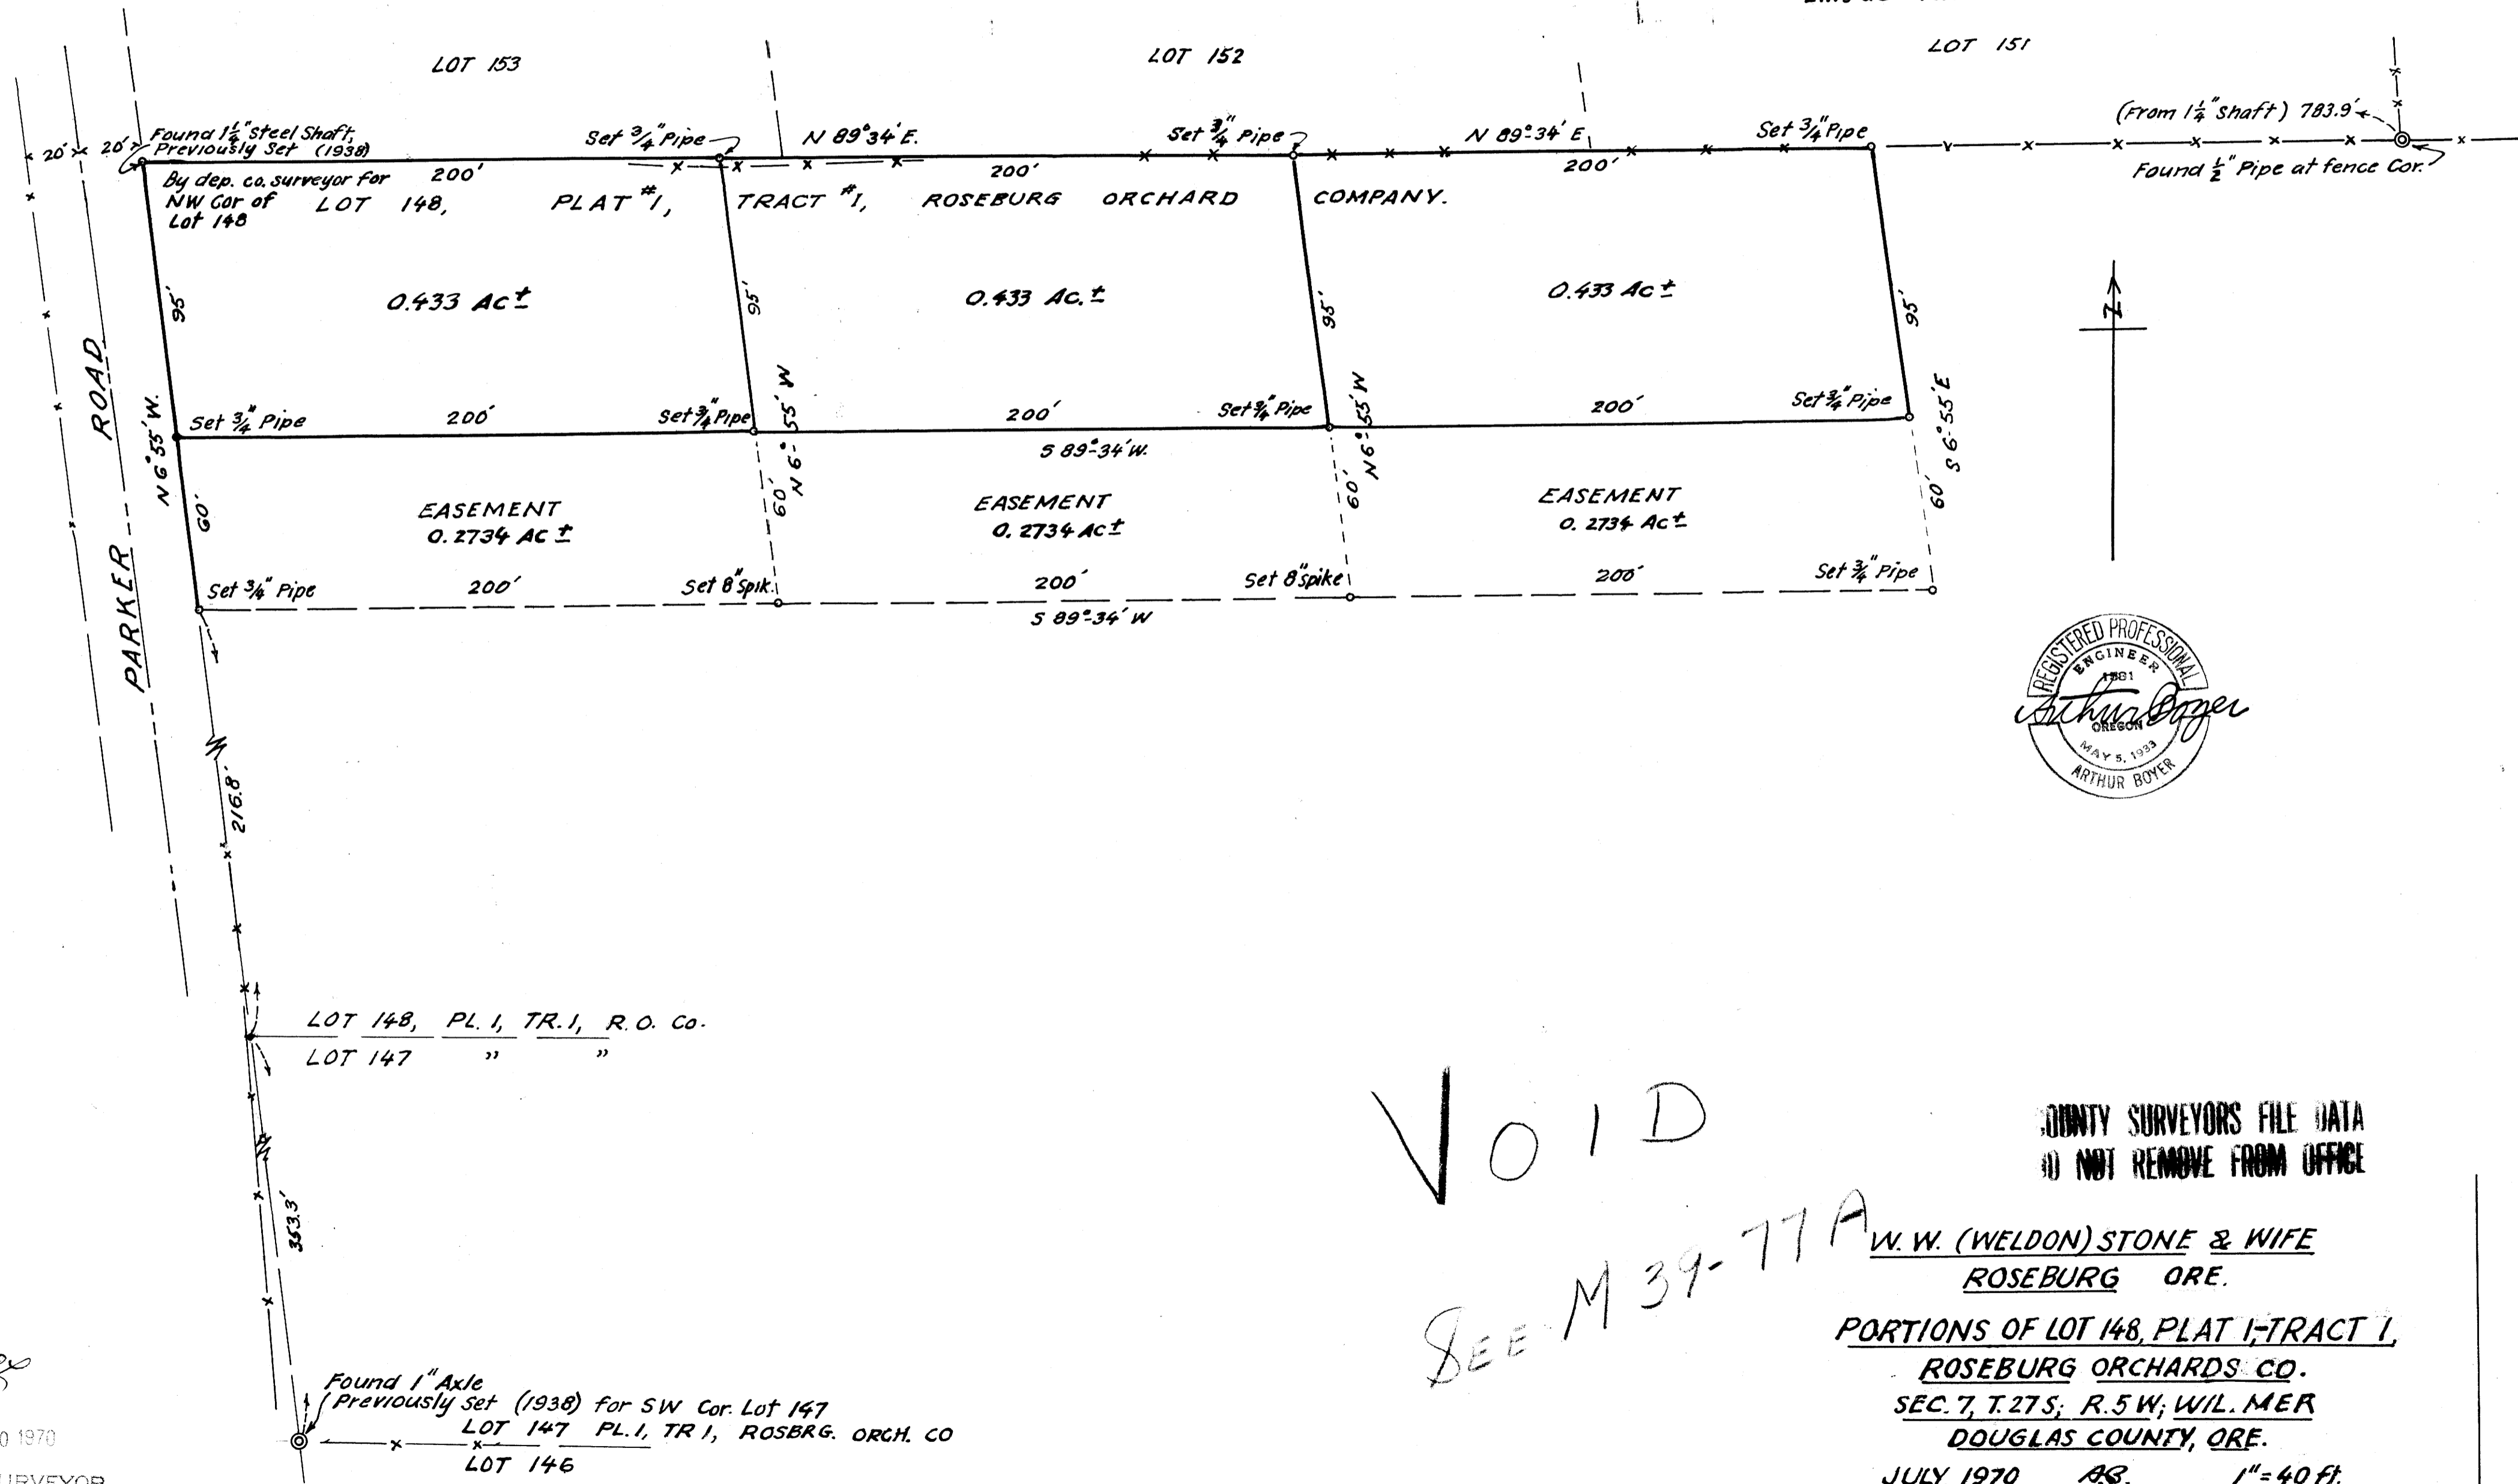 LOT 153
LOT 152
LOT 151
20' 20'
Found 1 1/4" Steel Shaft,
Previously Set (1938)
By dep. co. surveyor for
NW Cor of
Lot 148
Set 3/4" Pipe
N 89° 34' E.
Set 3/4" Pipe
N 89°-34' E.
Set 3/4" Pipe
(From 1 1/4" Shaft) 783.9'
Found 1/2" Pipe at fence Cor.
200'
200'
200'
LOT 148, PLAT #1, TRACT #1, ROSEBURG ORCHARD COMPANY.
95'
0.433 Ac ±
95'
0.433 Ac. ±
95'
0.433 Ac ±
95'
N
PARKER ROAD
N 6° 55' W.
N 6°-55' W
N 6°-55' W
S 6°-55' E
Set 3/4" Pipe
200'
Set 3/4" Pipe
200'
Set 3/4" Pipe
200'
Set 3/4" Pipe
S 89°-34' W.
60'
60'
60'
60'
EASEMENT
0.2734 AC ±
EASEMENT
0.2734 AC ±
EASEMENT
0.2734 AC ±
Set 3/4" Pipe
200'
Set 8" Spik.
200'
Set 8" spike
200'
Set 3/4" Pipe
S 89°-34' W
REGISTERED PROFESSIONAL
ENGINEER
1581
Arthur Boyer
OREGON
MAY 5, 1933
ARTHUR BOYER
216.8'
LOT 148, PL. 1, TR. 1, R. O. Co.
LOT 147 " "
353.3'
VOID
SEE M 39-77 A
OUNTY SURVEYORS FILE DATA
O NOT REMOVE FROM OFFICE
W. W. (WELDON) STONE & WIFE
ROSEBURG ORE.
PORTIONS OF LOT 148, PLAT 1,-TRACT 1,
ROSEBURG ORCHARDS CO.
SEC. 7, T. 27 S; R. 5 W; WIL. MER
DOUGLAS COUNTY, ORE.
JULY 1970 AB. 1" = 40 ft.
Found 1" Axle
Previously Set (1938) for SW Cor. Lot 147
LOT 147 PL. 1, TR 1, ROSBRG. ORCH. CO
LOT 146
0 1970
URVEYOR